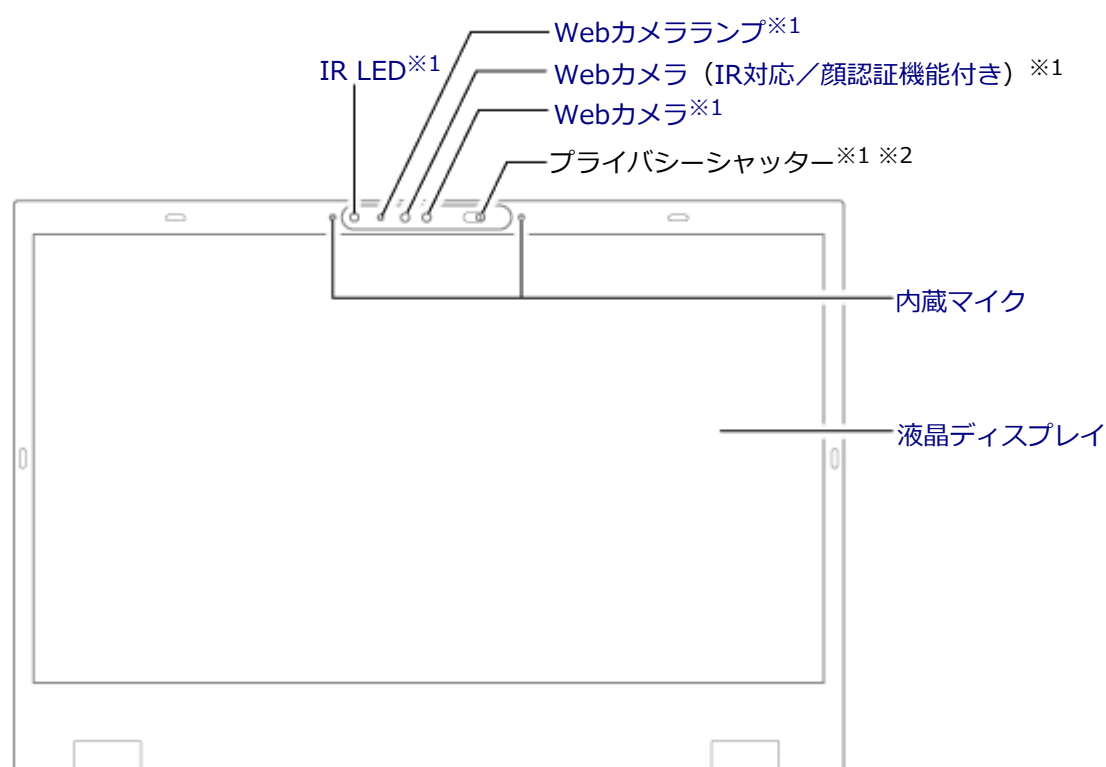 Webカメラランプ※1
IR LED※1
Webカメラ（IR対応／顔認証機能付き）※1
Webカメラ※1
プライバシーシャッター※1 ※2
内蔵マイク
液晶ディスプレイ